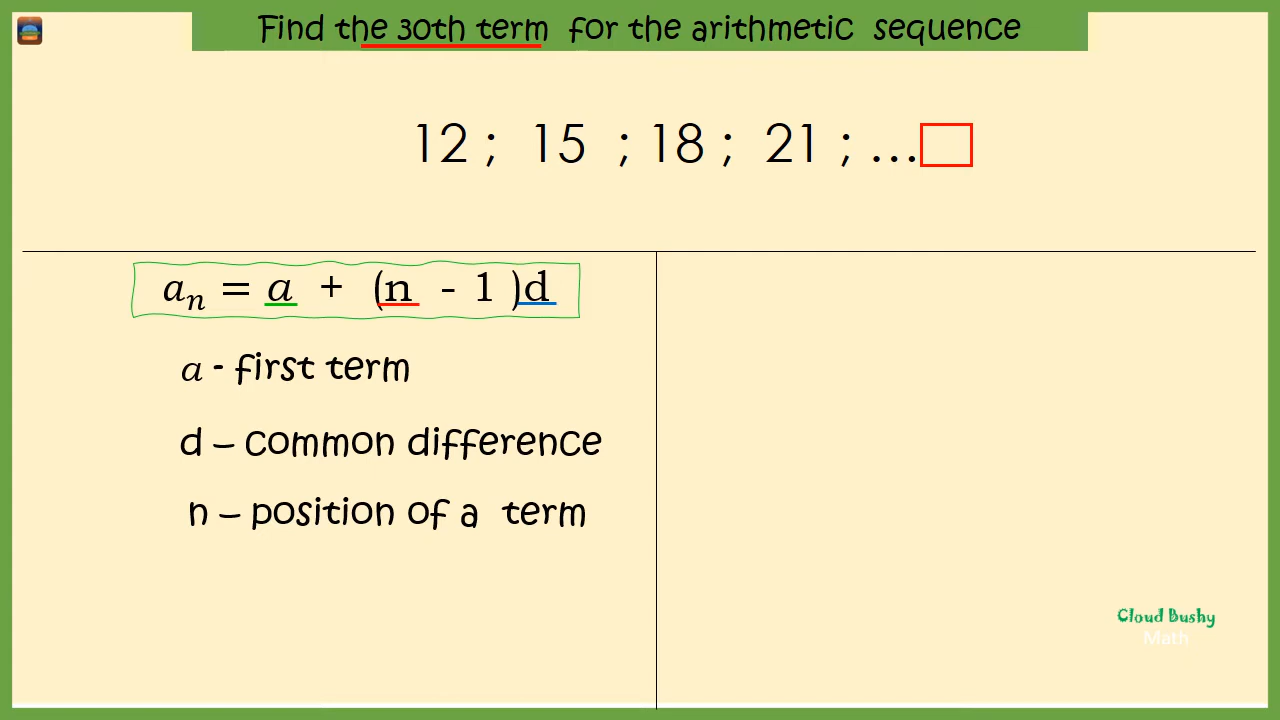 Find the 30th term for the arithmetic sequence
12 ; 15 ; 18 ; 21 ; ...
aₙ = a + (n - 1 )d
a - first term
d – common difference
n – position of a term
Cloud Bushy
Math